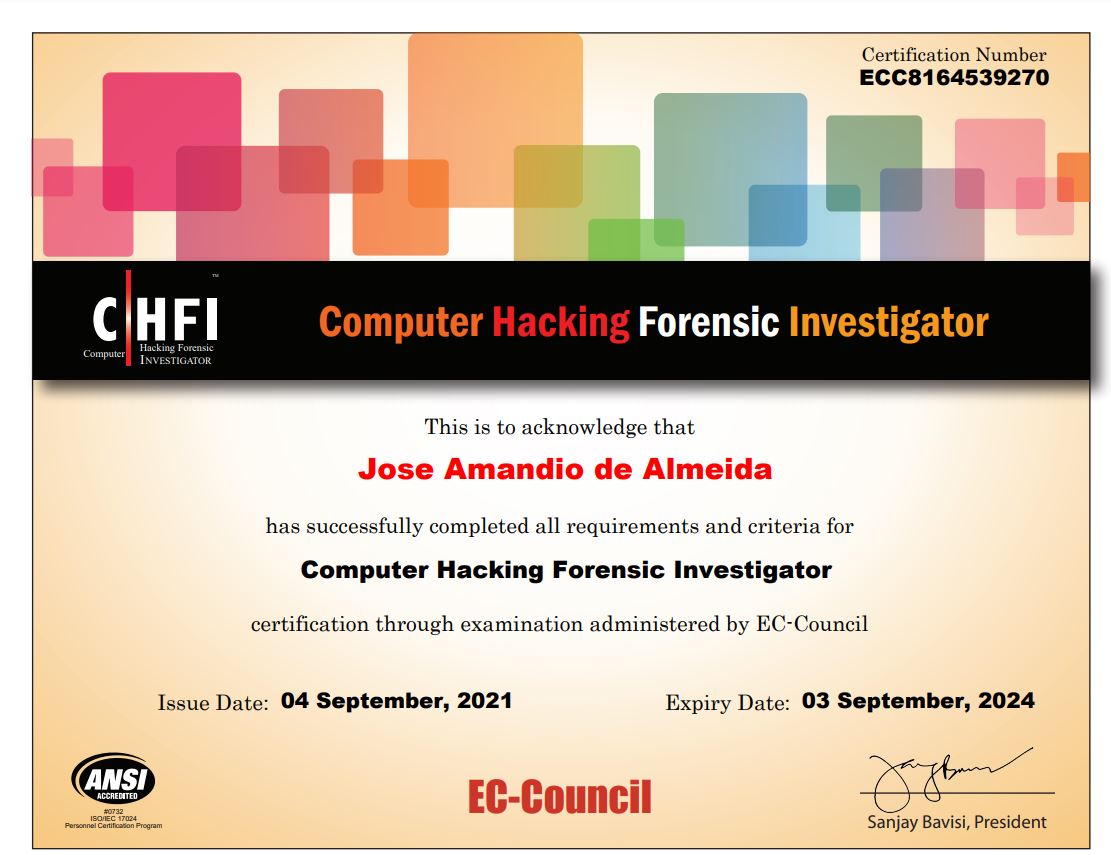 Certification Number
ECC8164539270
CHFI ™
Computer Hacking Forensic
INVESTIGATOR
Computer Hacking Forensic Investigator
This is to acknowledge that
Jose Amandio de Almeida
has successfully completed all requirements and criteria for
Computer Hacking Forensic Investigator
certification through examination administered by EC-Council
Issue Date: 04 September, 2021
Expiry Date: 03 September, 2024
ANSI
ACCREDITED
#0732
ISO/IEC 17024
Personnel Certification Program
EC-Council
Sanjay Bavisi, President